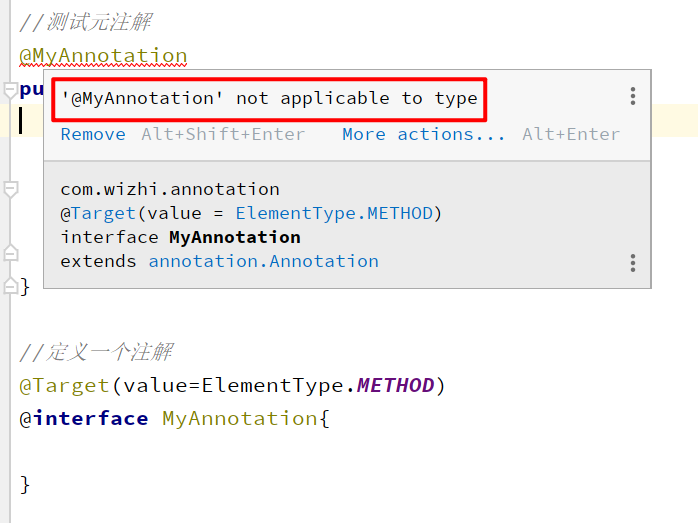 //测试元注解
@MyAnnotation
pu
'@MyAnnotation' not applicable to type
Remove Alt+Shift+Enter More actions... Alt+Enter
com.wizhi.annotation
@Target(value = ElementType.METHOD)
interface MyAnnotation
extends annotation.Annotation
}
//定义一个注解
@Target(value=ElementType.METHOD)
@interface MyAnnotation{
}